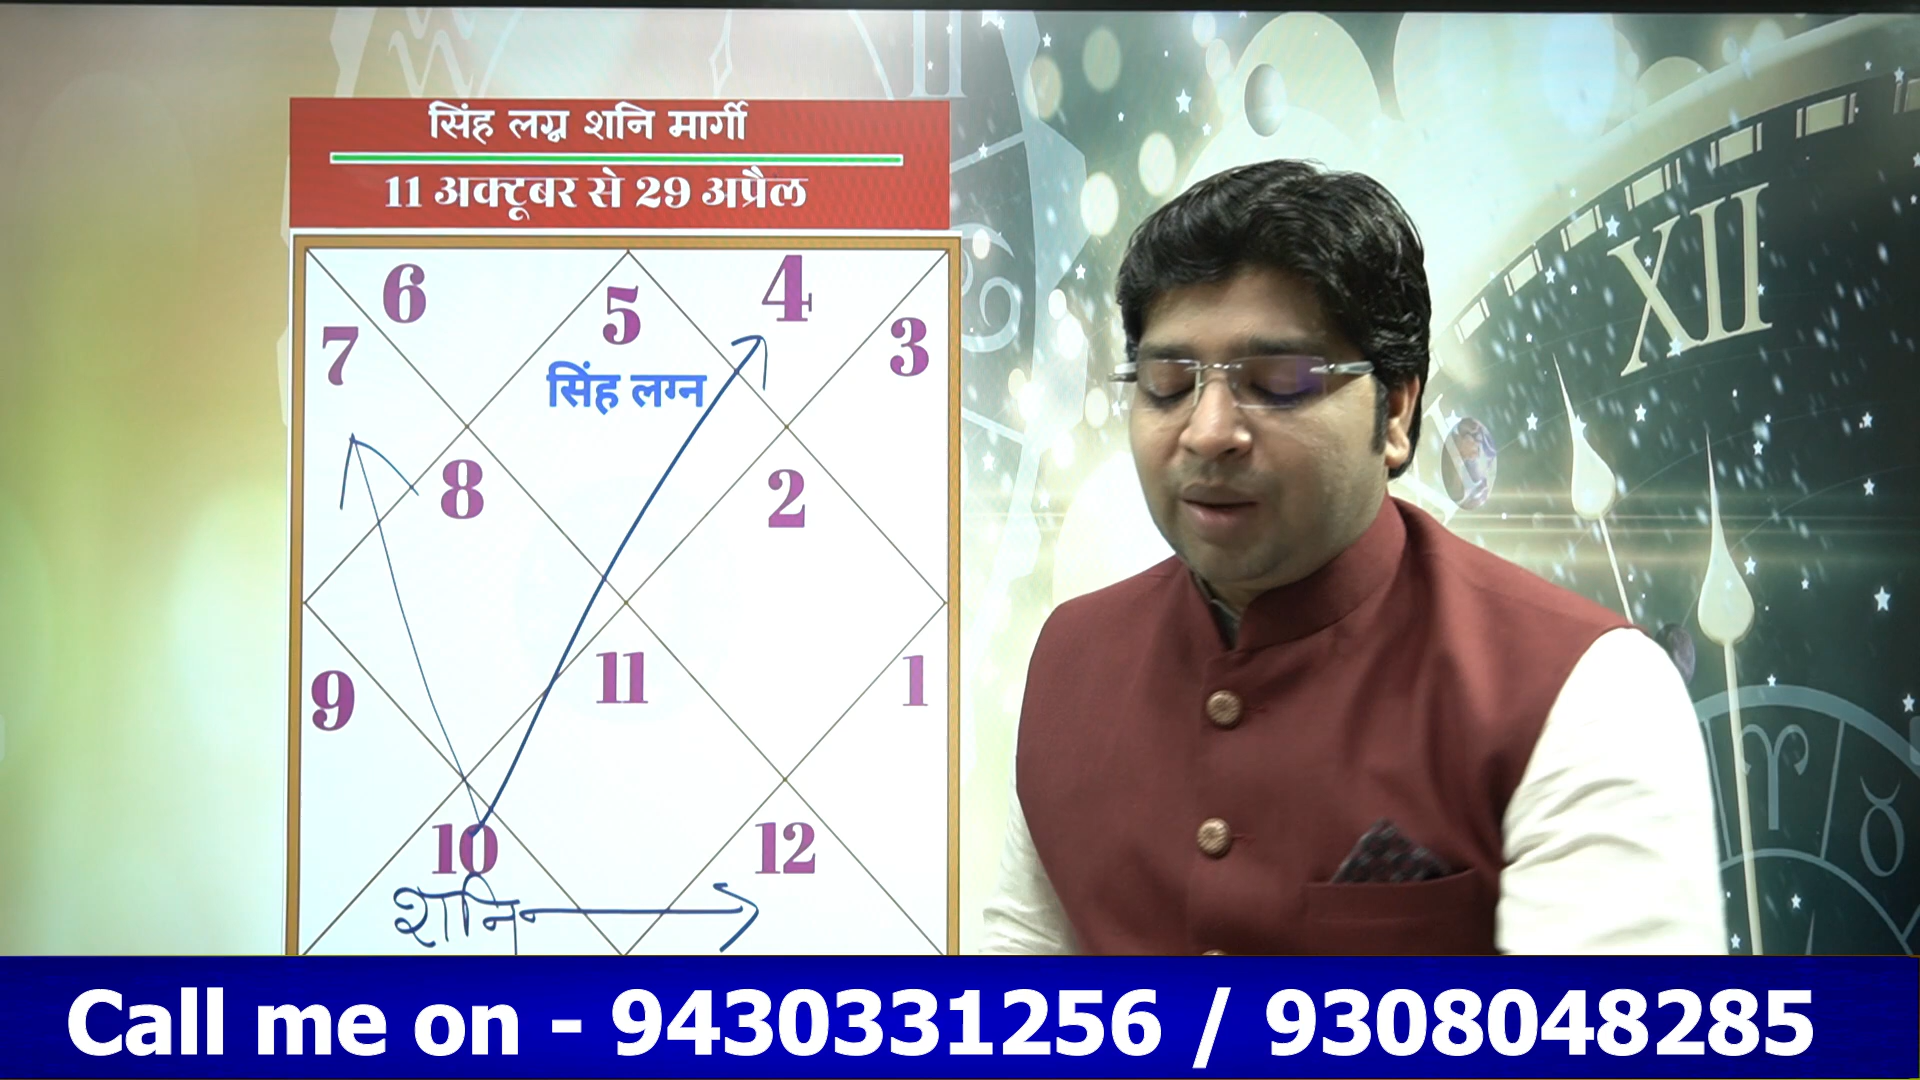 सिंह लग्न शनि मार्गी
11 अक्टूबर से 29 अप्रैल
6
5
4
7
3
सिंह लग्न
8
2
9
11
1
10
12
शनि
XII
Call me on - 9430331256 / 9308048285